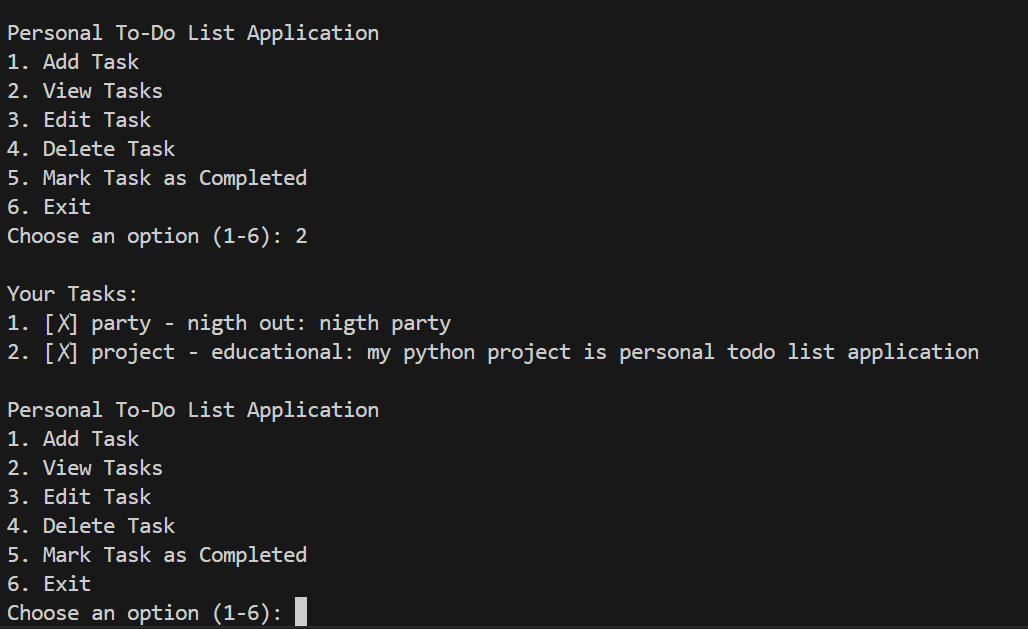 Personal To-Do List Application
1. Add Task
2. View Tasks
3. Edit Task
4. Delete Task
5. Mark Task as Completed
6. Exit
Choose an option (1-6): 2
Your Tasks:
1. [✗] party - nigth out: nigth party
2. [✗] project - educational: my python project is personal todo list application
Personal To-Do List Application
1. Add Task
2. View Tasks
3. Edit Task
4. Delete Task
5. Mark Task as Completed
6. Exit
Choose an option (1-6):